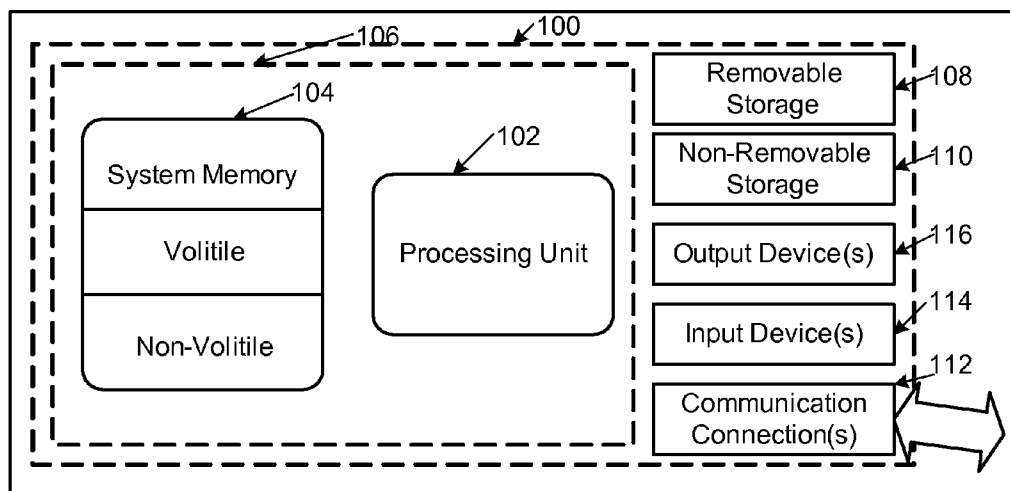 100
106
104
System Memory
Volitile
Non-Volitile
102
Processing Unit
Removable
Storage
108
Non-Removable
Storage
110
Output Device(s)
116
Input Device(s)
114
Communication
Connection(s)
112